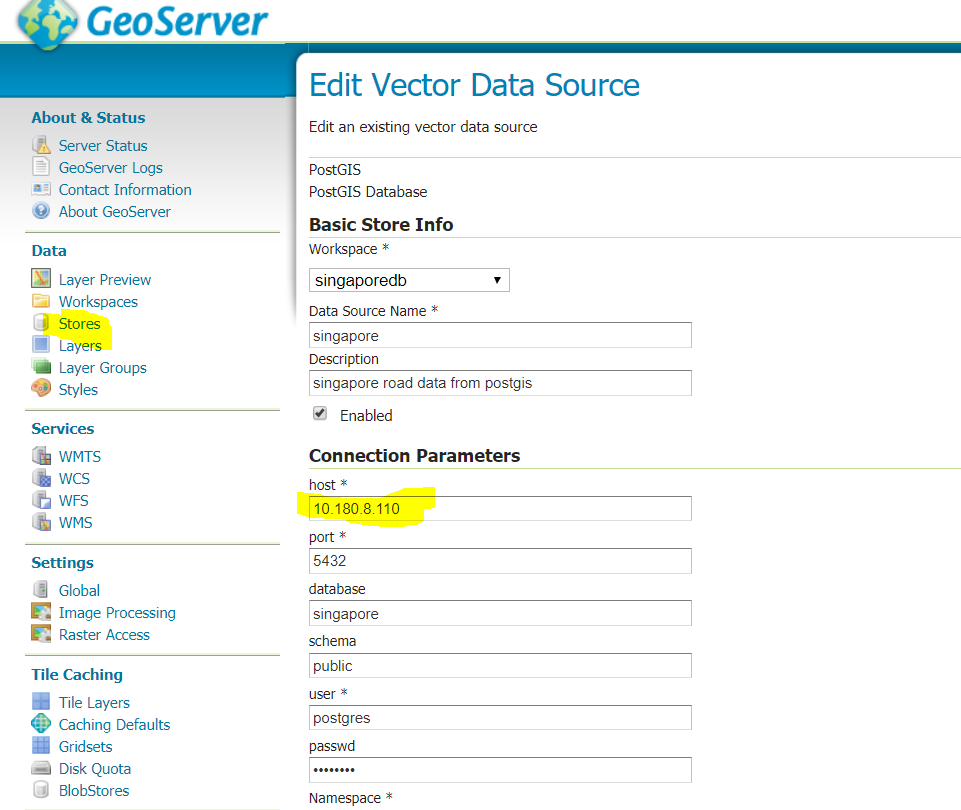 GeoServer
About & Status
Server Status
GeoServer Logs
Contact Information
About GeoServer
Data
Layer Preview
Workspaces
Stores
Layers
Layer Groups
Styles
Services
WMTS
WCS
WFS
WMS
Settings
Global
Image Processing
Raster Access
Tile Caching
Tile Layers
Caching Defaults
Gridsets
Disk Quota
BlobStores
Edit Vector Data Source
Edit an existing vector data source
PostGIS
PostGIS Database
Basic Store Info
Workspace *
singaporedb
Data Source Name *
singapore
Description
singapore road data from postgis
Enabled
Connection Parameters
host *
10.180.8.110
port *
5432
database
singapore
schema
public
user *
postgres
passwd
••••••••
Namespace *